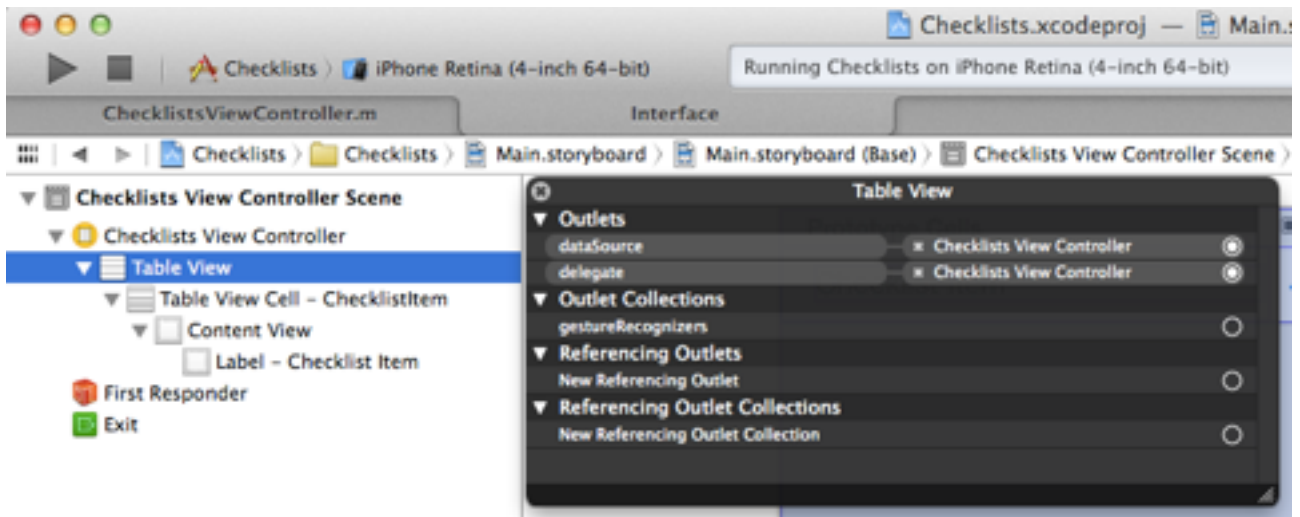 Checklists.xcodeproj — Main.
Checklists iPhone Retina (4-inch 64-bit) Running Checklists on iPhone Retina (4-inch 64-bit)
ChecklistsViewController.m Interface
Checklists Checklists Main.storyboard Main.storyboard (Base) Checklists View Controller Scene
Checklists View Controller Scene
Checklists View Controller
Table View
Table View Cell - ChecklistItem
Content View
Label - Checklist Item
First Responder
Exit
Table View
Outlets
dataSource Checklists View Controller
delegate Checklists View Controller
Outlet Collections
gestureRecognizers
Referencing Outlets
New Referencing Outlet
Referencing Outlet Collections
New Referencing Outlet Collection